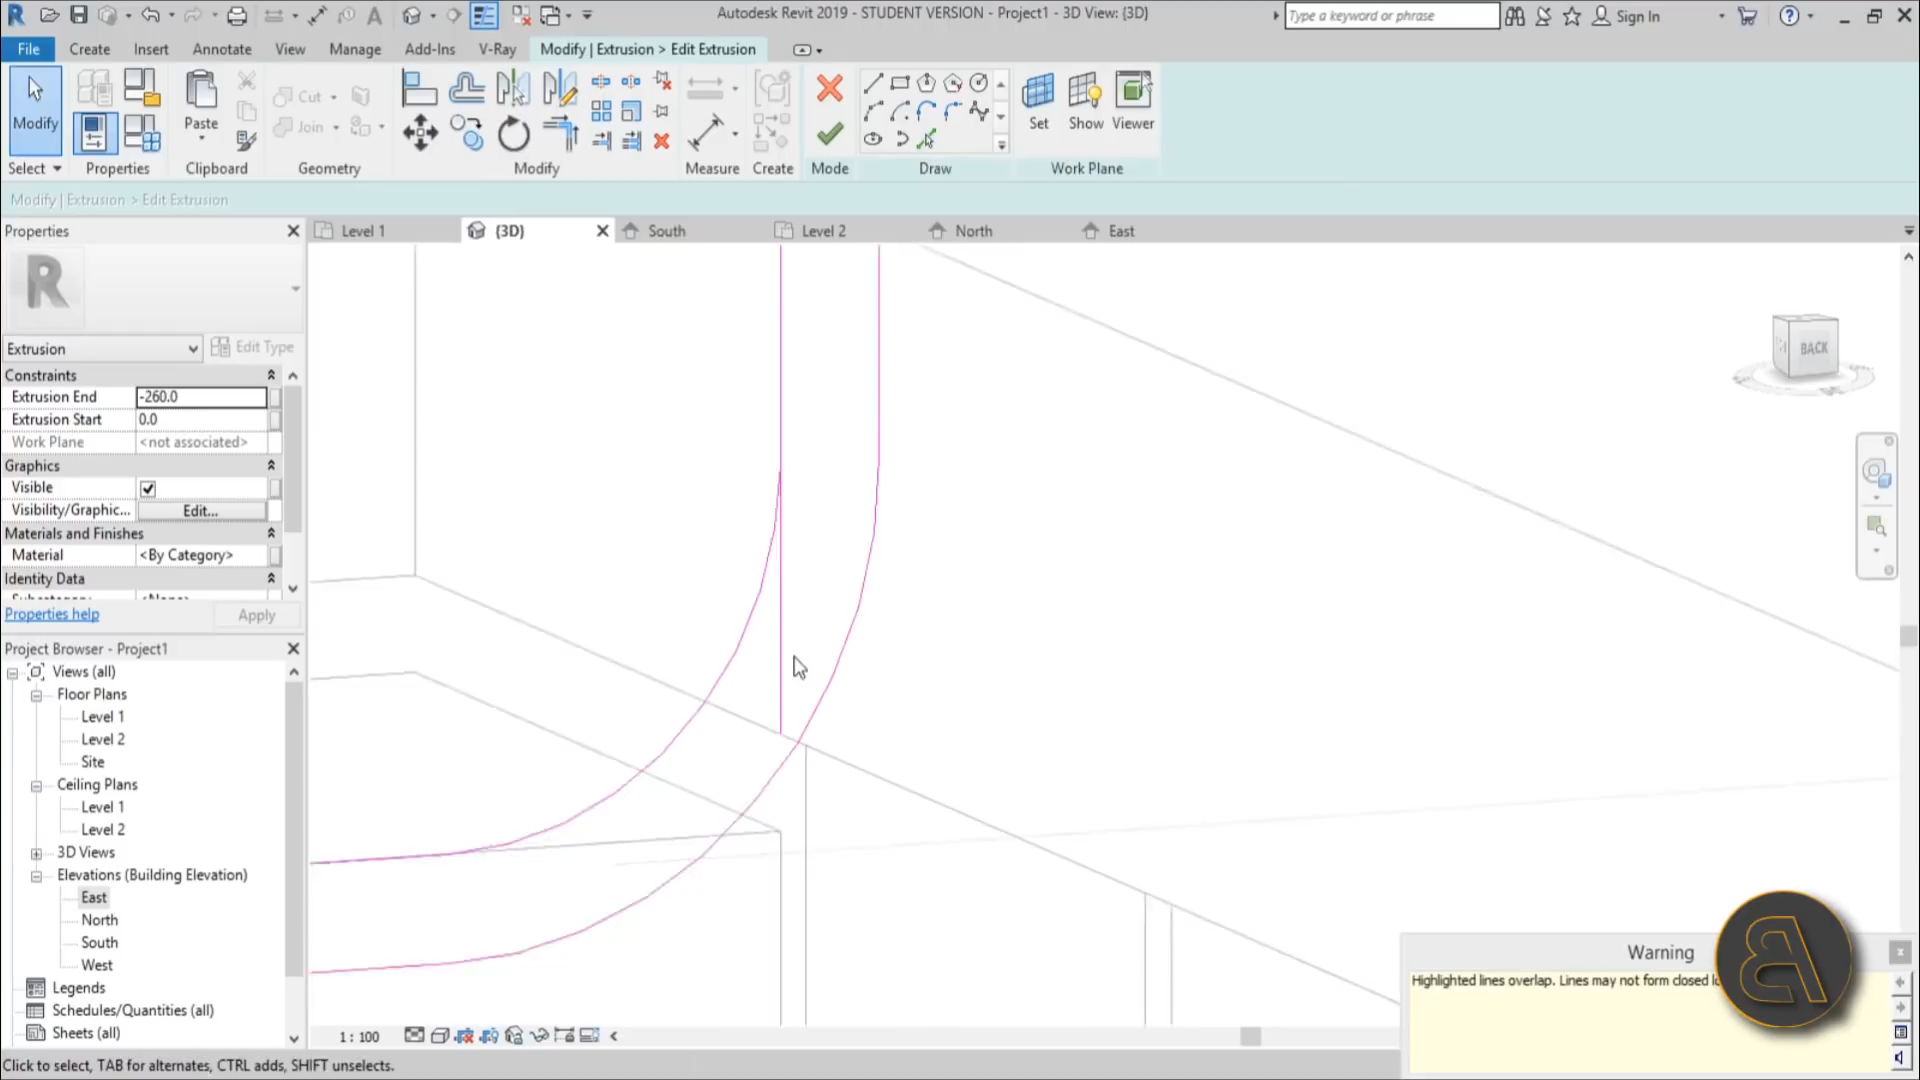 Autodesk Revit 2019 - STUDENT VERSION - Project1 - 3D View: {3D}
Type a keyword or phrase
Sign In
File
Create
Insert
Annotate
View
Manage
Add-Ins
V-Ray
Modify | Extrusion > Edit Extrusion
Modify
Paste
Cut
Join
Set
Show
Viewer
Select
Properties
Clipboard
Geometry
Modify
Measure
Create
Mode
Draw
Work Plane
Modify | Extrusion > Edit Extrusion
Properties
Level 1
{3D}
South
Level 2
North
East
R
Extrusion
Edit Type
Constraints
Extrusion End
-260.0
Extrusion Start
0.0
Work Plane
<not associated>
Graphics
Visible
Visibility/Graphic...
Edit...
Materials and Finishes
Material
<By Category>
Identity Data
Properties help
Apply
BACK
Project Browser - Project1
Views (all)
Floor Plans
Level 1
Level 2
Site
Ceiling Plans
Level 1
Level 2
3D Views
Elevations (Building Elevation)
East
North
South
West
Legends
Schedules/Quantities (all)
Sheets (all)
1 : 100
Warning
Highlighted lines overlap. Lines may not form closed
Click to select, TAB for alternates, CTRL adds, SHIFT unselects.